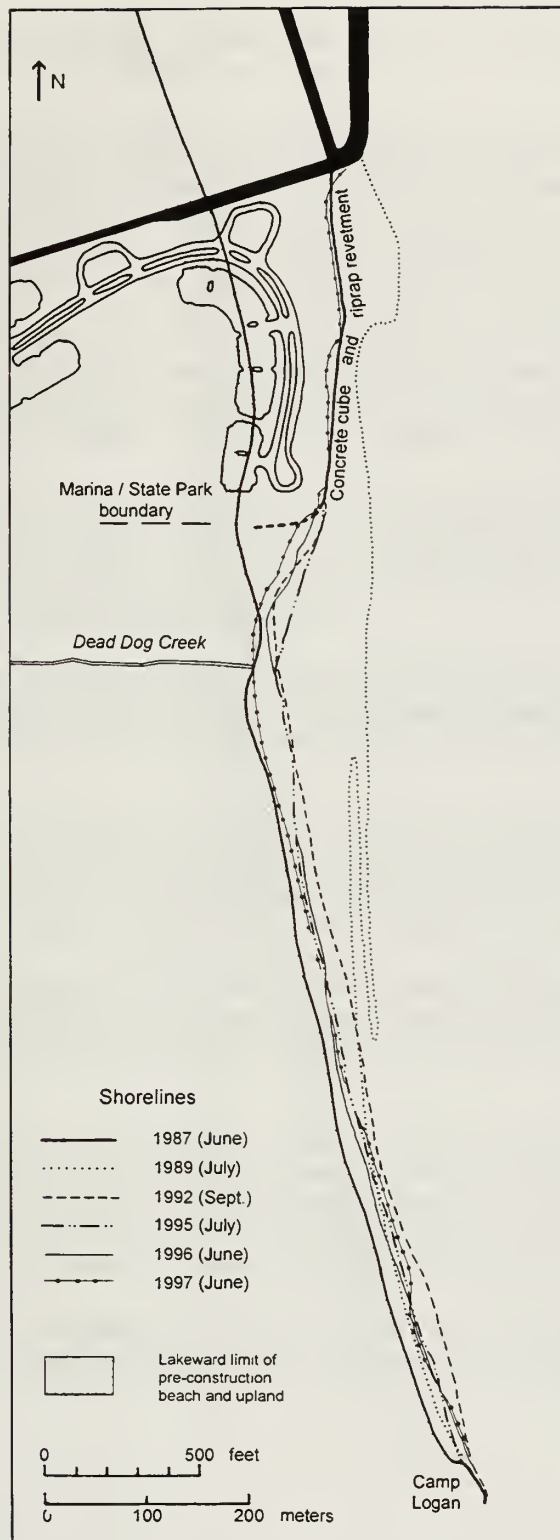 N
Concrete cube and riprap revetment
Marina / State Park
boundary
Dead Dog Creek
Shorelines
1987 (June)
1989 (July)
1992 (Sept.)
1995 (July)
1996 (June)
1997 (June)
Lakeward limit of
pre-construction
beach and upland
0 500 feet
0 100 200 meters
Camp
Logan